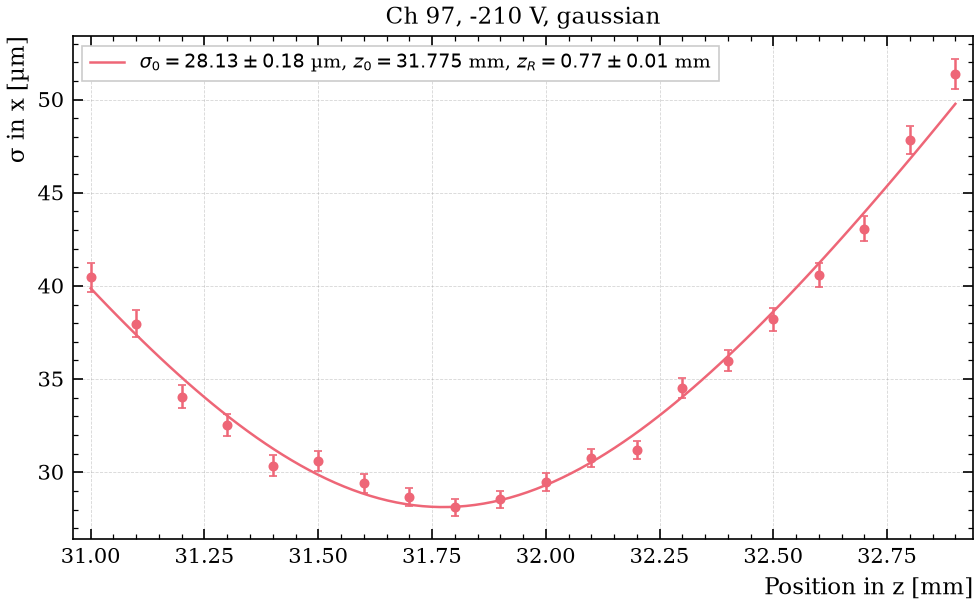 Ch 97, -210 V, gaussian
σ₀ = 28.13 ± 0.18 µm, z₀ = 31.775 mm, z_R = 0.77 ± 0.01 mm
σ in x [µm]
50
45
40
35
30
31.00 31.25 31.50 31.75 32.00 32.25 32.50 32.75
Position in z [mm]